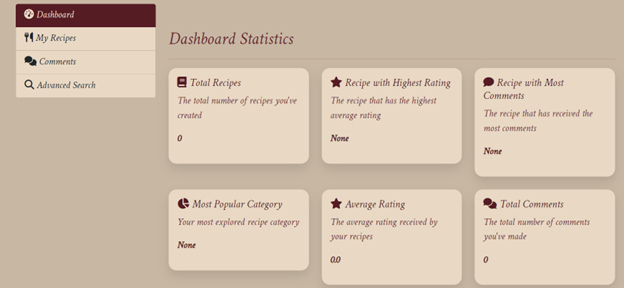 Dashboard
My Recipes
Comments
Advanced Search
Dashboard Statistics
Total Recipes
The total number of recipes you've
created
0
Recipe with Highest Rating
The recipe that has the highest
average rating
None
Recipe with Most
Comments
The recipe that has received the
most comments
None
Most Popular Category
Your most explored recipe category
None
Average Rating
The average rating received by
your recipes
0.0
Total Comments
The total number of comments
you've made
0